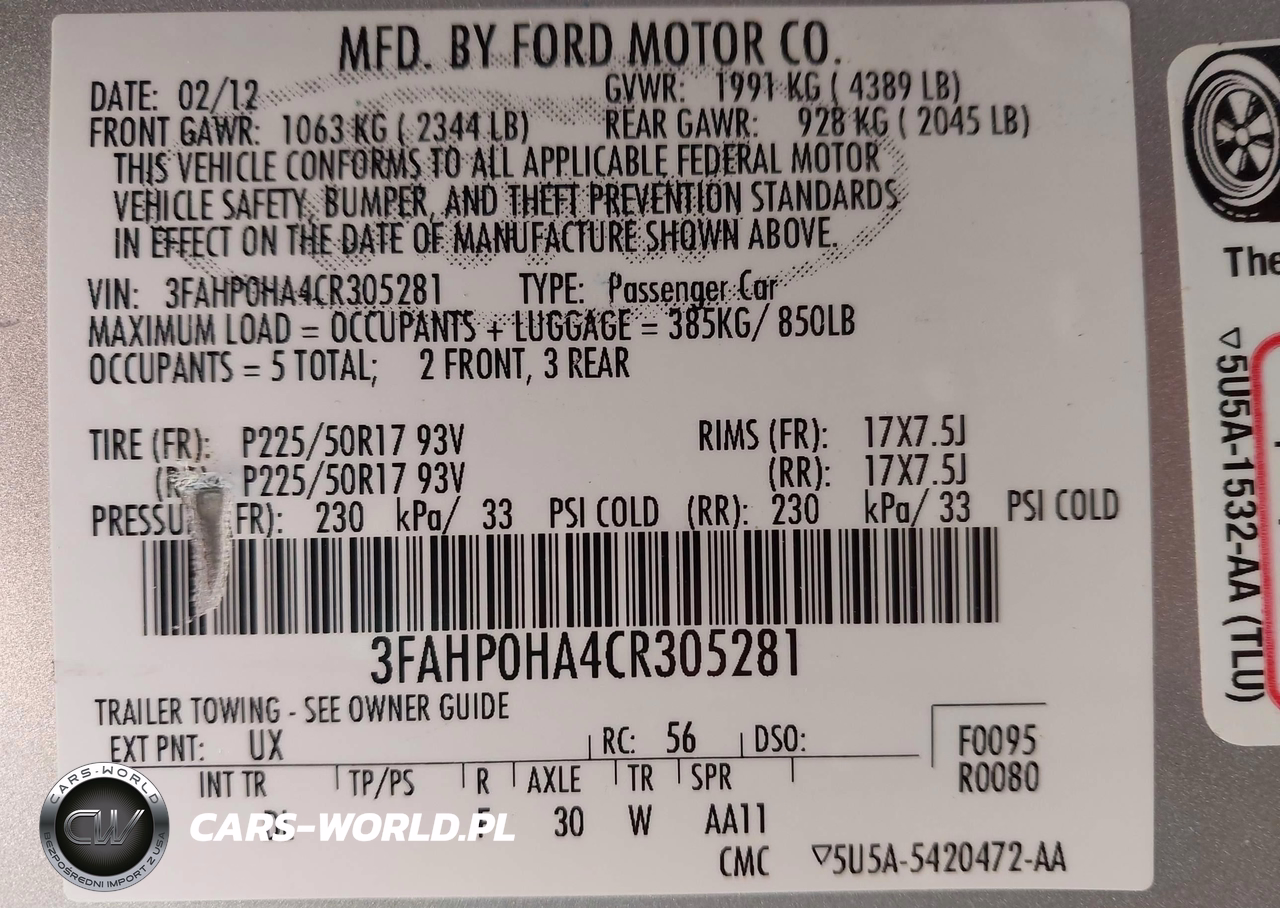 MFD. BY FORD MOTOR CO.
DATE: 02/12 GVWR: 1991 KG ( 4389 LB)
FRONT GAWR: 1063 KG ( 2344 LB) REAR GAWR: 928 KG ( 2045 LB)
THIS VEHICLE CONFORMS TO ALL APPLICABLE FEDERAL MOTOR
VEHICLE SAFETY, BUMPER, AND THEFT PREVENTION STANDARDS
IN EFFECT ON THE DATE OF MANUFACTURE SHOWN ABOVE.
VIN: 3FAHP0HA4CR305281 TYPE: Passenger Car
MAXIMUM LOAD = OCCUPANTS + LUGGAGE = 385KG/ 850LB
OCCUPANTS = 5 TOTAL; 2 FRONT, 3 REAR
TIRE (FR): P225/50R17 93V RIMS (FR): 17X7.5J
P225/50R17 93V (RR): 17X7.5J
FR): 230 kPa/ 33 PSI COLD (RR): 230 kPa/ 33 PSI COLD
3FAHP0HA4CR305281
TRAILER TOWING - SEE OWNER GUIDE
EXT PNT: UX RC: 56 DSO: F0095
R0080
INT TR TP/PS R AXLE TR SPR
30 W AA11
CMC ▽5U5A-5420472-AA
The
▽5U5A-1532-AA (TLU)
CARS-WORLD
CW
BEZPOŚREDNI IMPORT Z USA
CARS-WORLD.PL